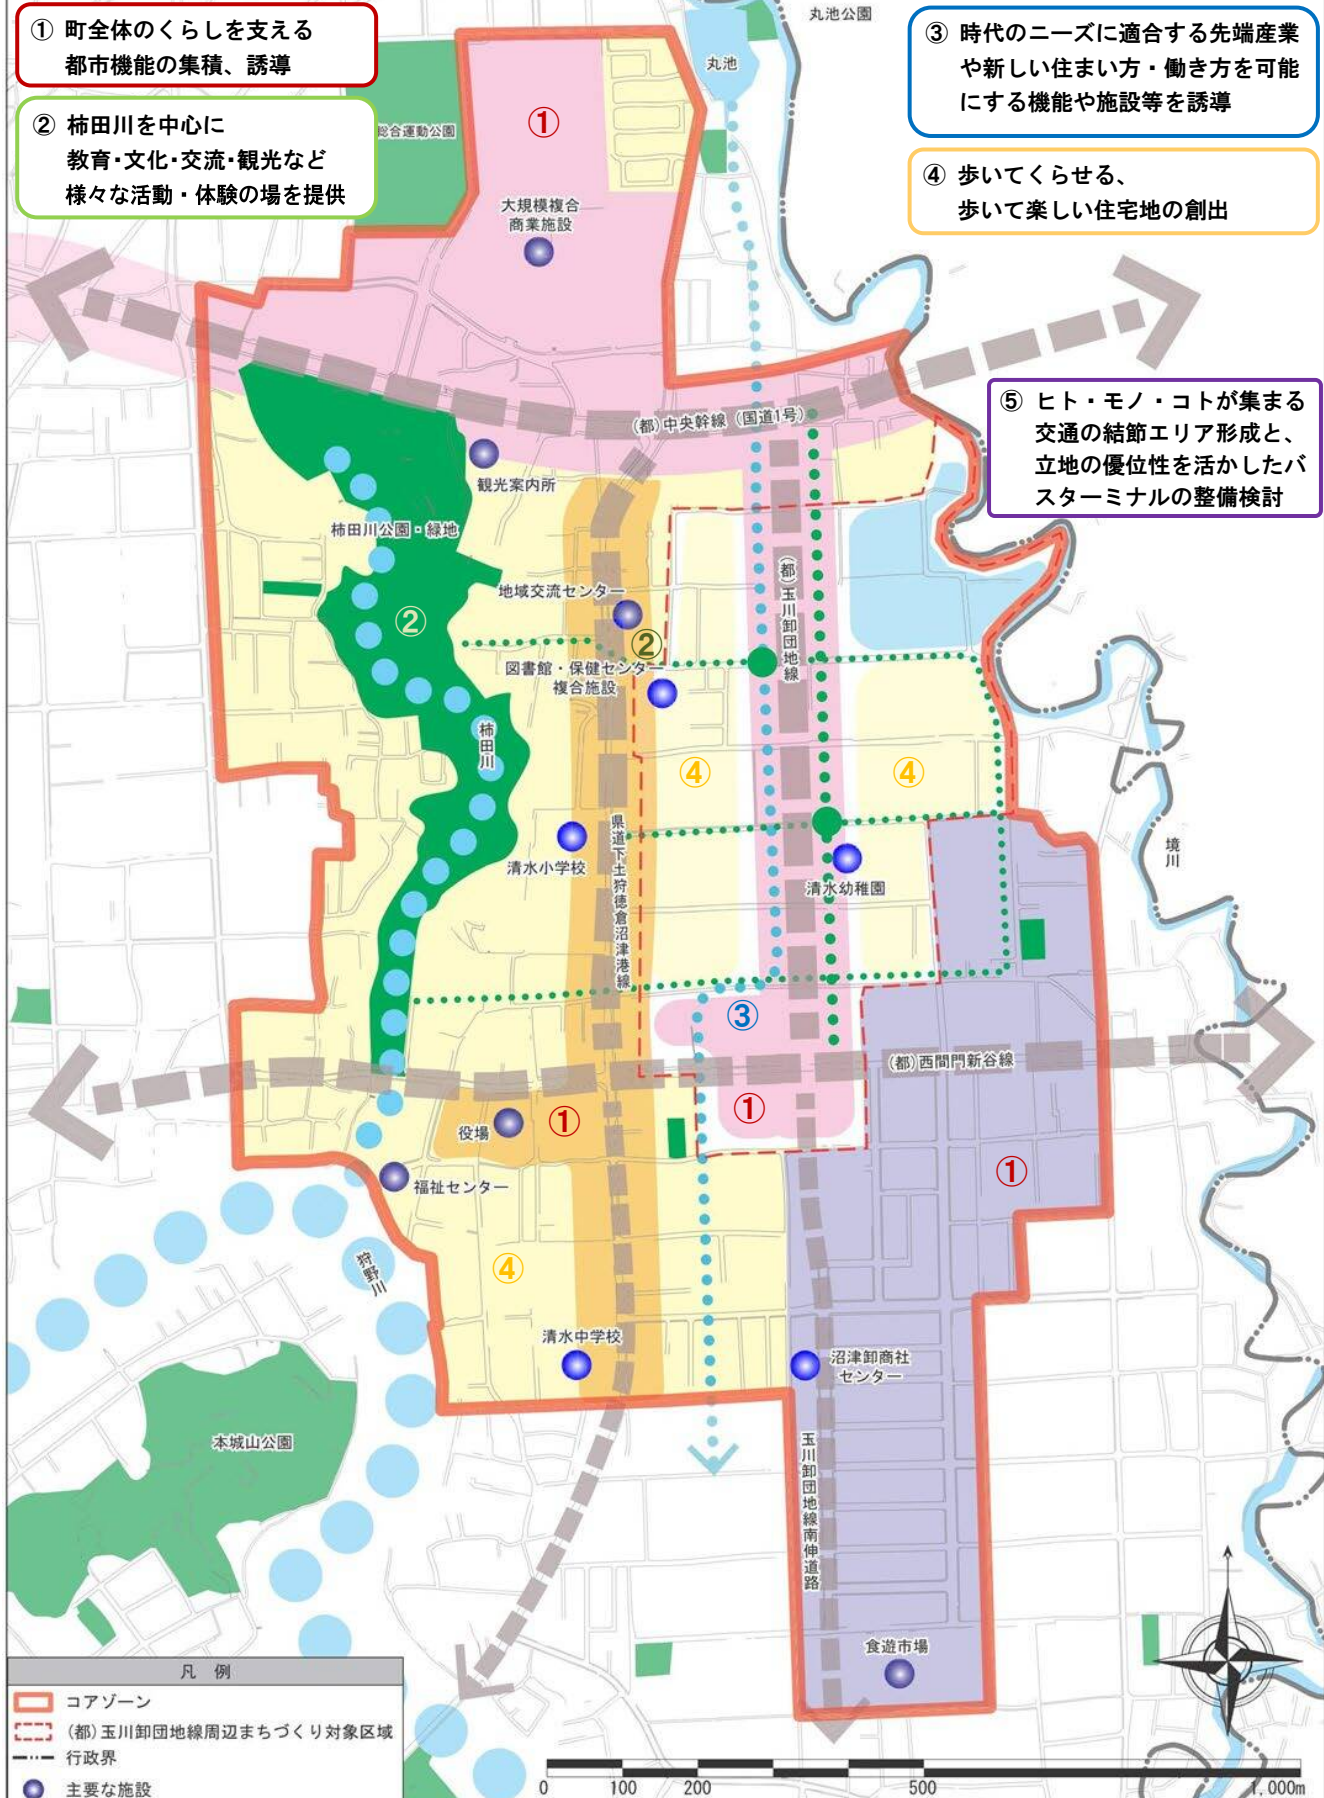 ① 町全体のくらしを支える
都市機能の集積、誘導
② 柿田川を中心に
教育・文化・交流・観光など
様々な活動・体験の場を提供
③ 時代のニーズに適合する先端産業
や新しい住まい方・働き方を可能
にする機能や施設等を誘導
④ 歩いてくらせる、
歩いて楽しい住宅地の創出
⑤ ヒト・モノ・コトが集まる
交通の結節エリア形成と、
立地の優位性を活かしたバ
スターミナルの整備検討
丸池公園
丸池
総合運動公園
①
大規模複合
商業施設
(都)中央幹線(国道1号)
観光案内所
柿田川公園・緑地
(都)玉川卸団地線
地域交流センター
②
②
図書館・保健センター
複合施設
柿田川
④
④
県道下土狩徳倉沼津港線
清水小学校
清水幼稚園
境川
③
(都)西間門新谷線
①
①
役場
①
福祉センター
狩野川
④
清水中学校
沼津卸商社
センター
本城山公園
玉川卸団地線南伸道路
食遊市場
凡 例
コアゾーン
(都)玉川卸団地線周辺まちづくり対象区域
行政界
主要な施設
0 100 200 500 1,000m